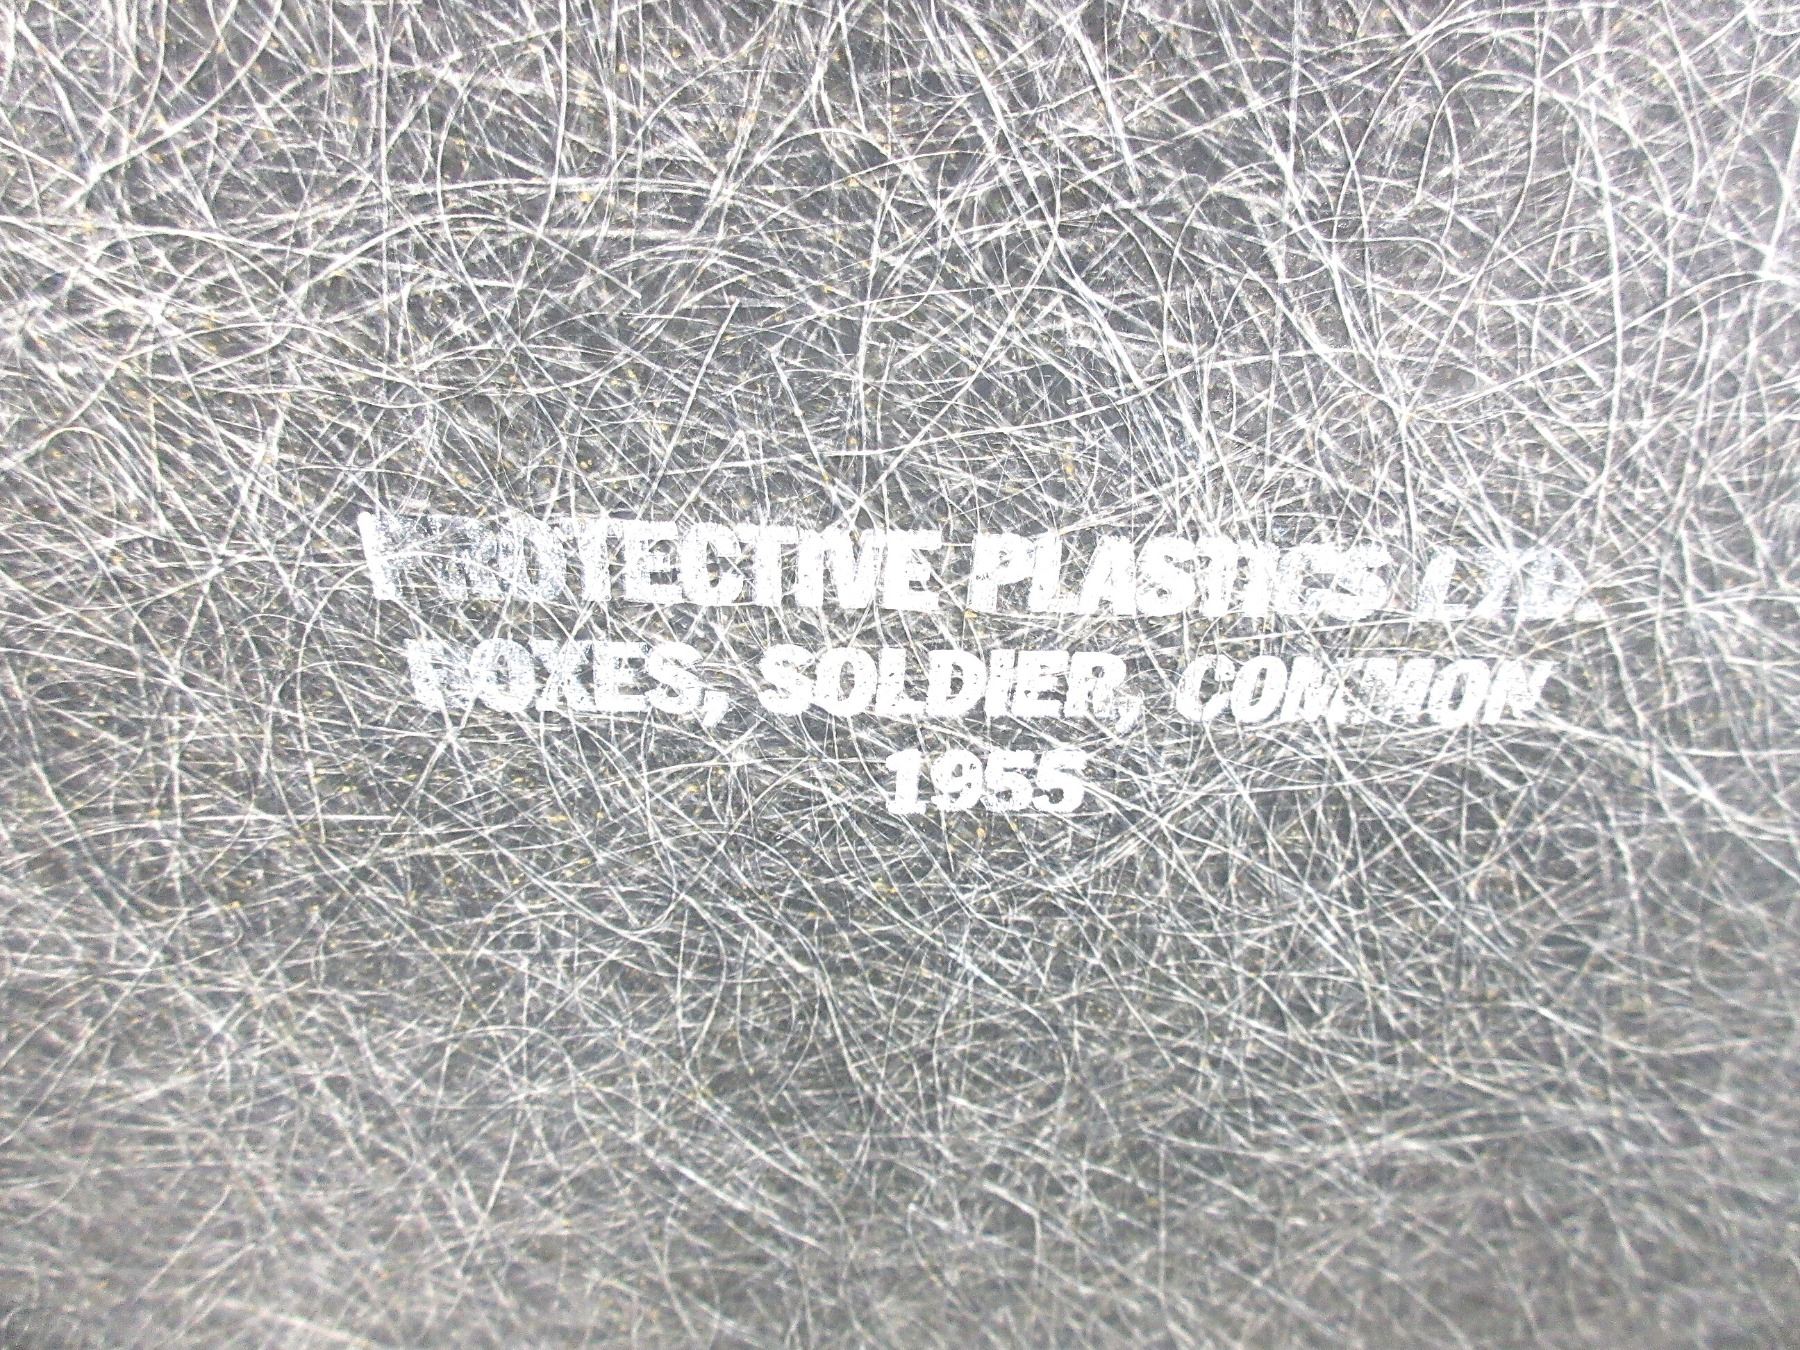 PROTECTIVE PLASTICS LTD.
BOXES, SOLDIER, COMMON
1955